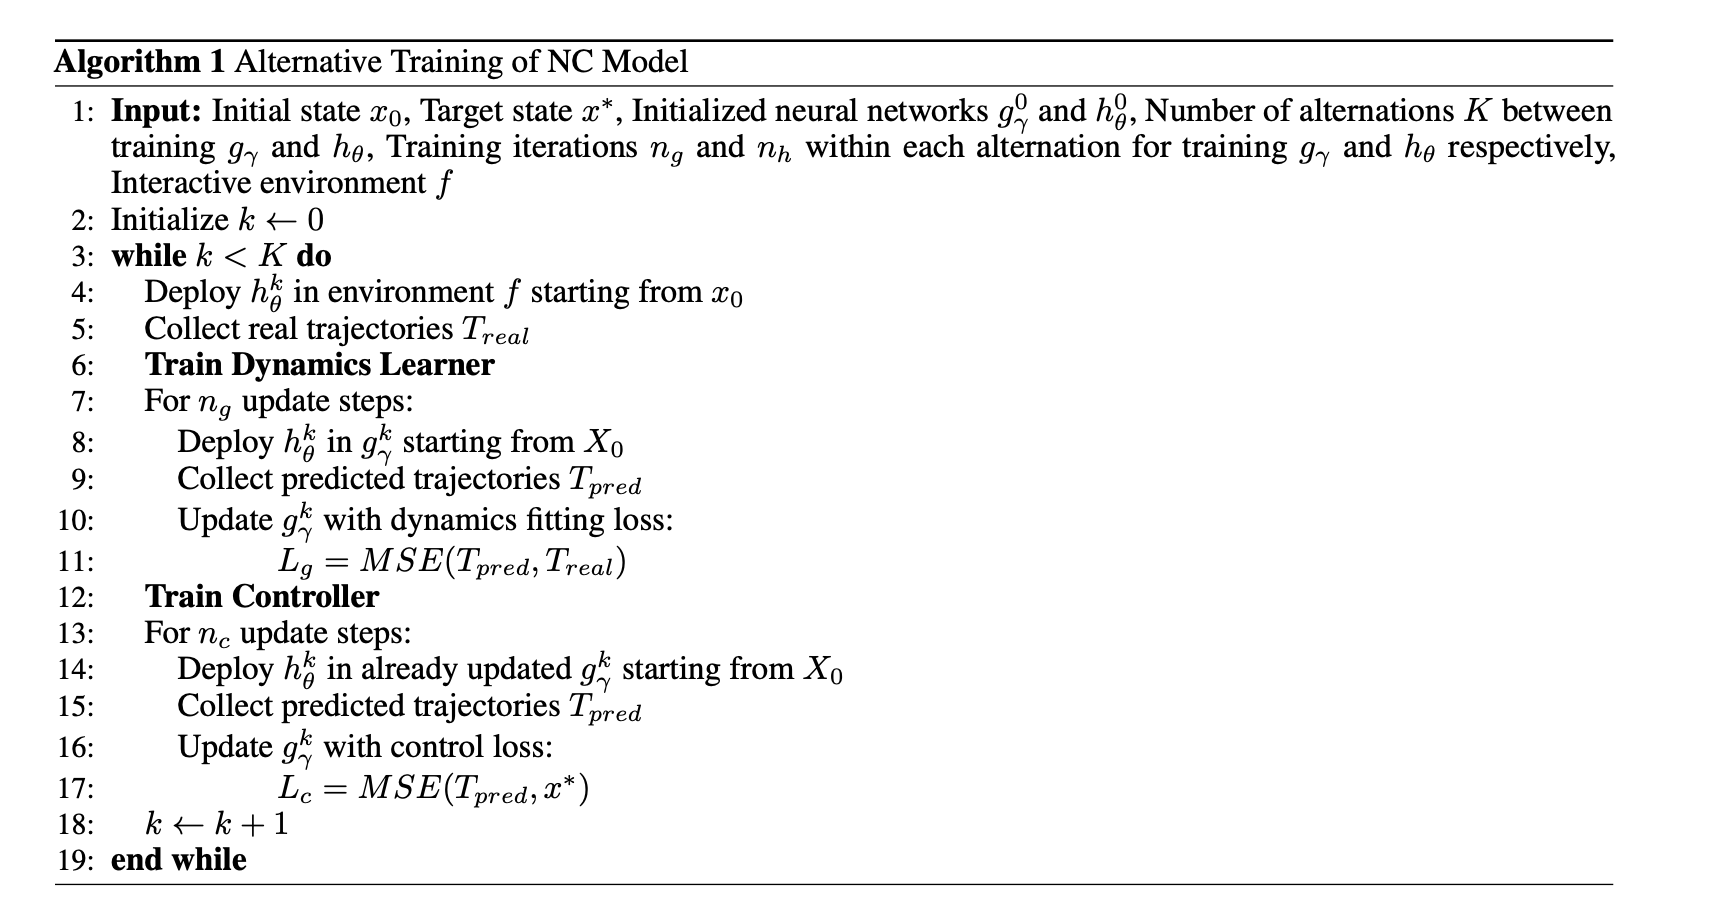 Algorithm 1 Alternative Training of NC Model
1: Input: Initial state $x_0$, Target state $x^*$, Initialized neural networks $g_\gamma^0$ and $h_\theta^0$, Number of alternations $K$ between
training $g_\gamma$ and $h_\theta$, Training iterations $n_g$ and $n_h$ within each alternation for training $g_\gamma$ and $h_\theta$ respectively,
Interactive environment $f$
2: Initialize $k \leftarrow 0$
3: while $k < K$ do
4: Deploy $h_\theta^k$ in environment $f$ starting from $x_0$
5: Collect real trajectories $T_{real}$
6: Train Dynamics Learner
7: For $n_g$ update steps:
8: Deploy $h_\theta^k$ in $g_\gamma^k$ starting from $X_0$
9: Collect predicted trajectories $T_{pred}$
10: Update $g_\gamma^k$ with dynamics fitting loss:
11: $L_g = MSE(T_{pred}, T_{real})$
12: Train Controller
13: For $n_c$ update steps:
14: Deploy $h_\theta^k$ in already updated $g_\gamma^k$ starting from $X_0$
15: Collect predicted trajectories $T_{pred}$
16: Update $g_\gamma^k$ with control loss:
17: $L_c = MSE(T_{pred}, x^*)$
18: $k \leftarrow k + 1$
19: end while